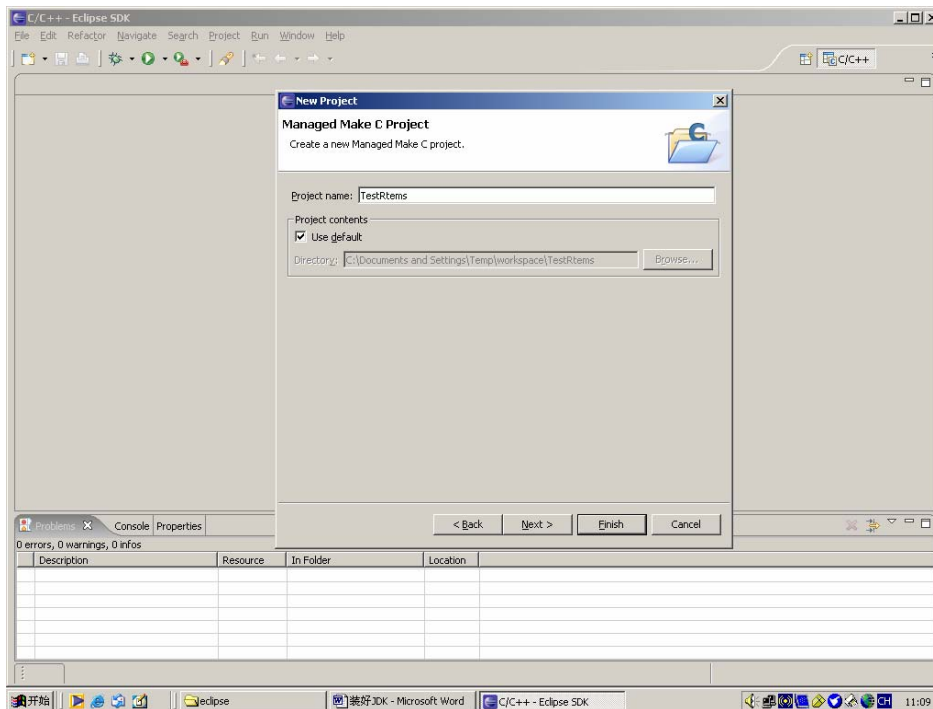 C/C++ - Eclipse SDK
File Edit Refactor Navigate Search Project Run Window Help
C/C++
New Project
Managed Make C Project
Create a new Managed Make C project.
Project name: TestRtems
Project contents
Use default
Directory: C:\Documents and Settings\Temp\workspace\TestRtems Browse...
< Back Next > Finish Cancel
Problems Console Properties
0 errors, 0 warnings, 0 infos
Description Resource In Folder Location
开始 eclipse 装好JDK - Microsoft Word C/C++ - Eclipse SDK CH 11:09